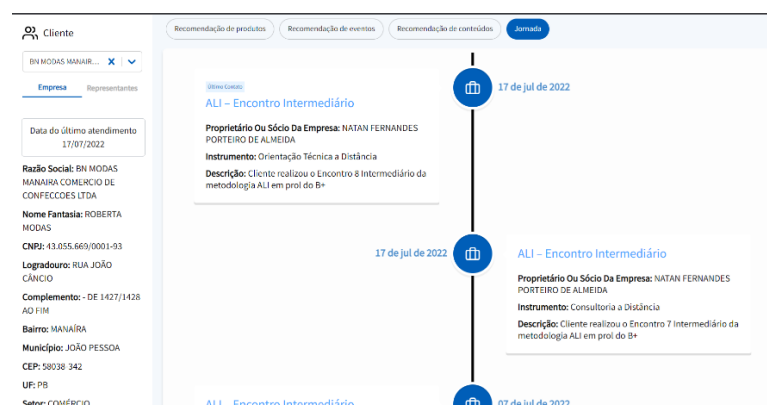 Cliente
BN MODAS MANAIR...
Empresa
Representantes
Data do último atendimento
17/07/2022
Razão Social: BN MODAS
MANAIRA COMERCIO DE
CONFECCOES LTDA
Nome Fantasia: ROBERTA
MODAS
CNPJ: 43.055.669/0001-93
Logradouro: RUA JOÃO
CÂNCIO
Complemento: - DE 1427/1428
AO FIM
Bairro: MANAÍRA
Município: JOÃO PESSOA
CEP: 58038-342
UF: PB
Setor: COMÉRCIO
Recomendação de produtos
Recomendação de eventos
Recomendação de conteúdos
Jornada
Último Contato
ALI – Encontro Intermediário
Proprietário Ou Sócio Da Empresa: NATAN FERNANDES
PORTEIRO DE ALMEIDA
Instrumento: Orientação Técnica a Distância
Descrição: Cliente realizou o Encontro 8 Intermediário da
metodologia ALI em prol do B+
17 de jul de 2022
17 de jul de 2022
ALI – Encontro Intermediário
Proprietário Ou Sócio Da Empresa: NATAN FERNANDES
PORTEIRO DE ALMEIDA
Instrumento: Consultoria a Distância
Descrição: Cliente realizou o Encontro 7 Intermediário da
metodologia ALI em prol do B+
ALI – Encontro Intermediário
07 de jul de 2022